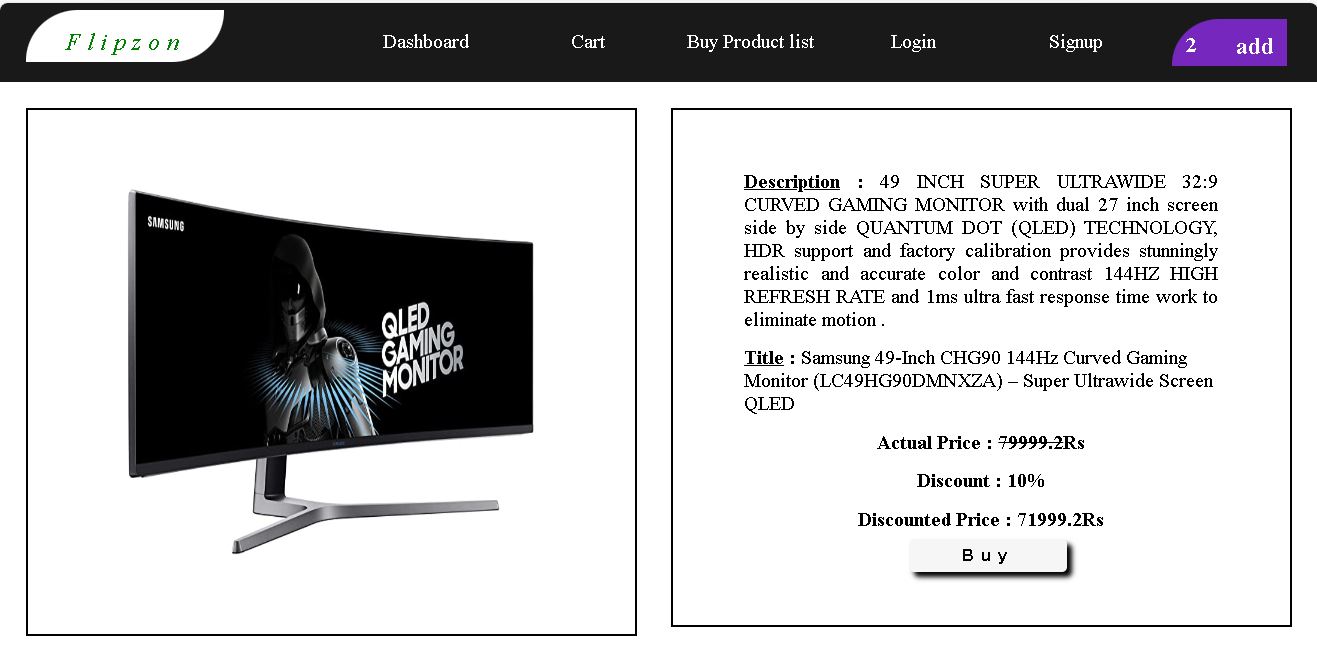 Flipzon
Dashboard
Cart
Buy Product list
Login
Signup
2
add
SAMSUNG
QLED
GAMING
MONITOR
Description : 49 INCH SUPER ULTRAWIDE 32:9
CURVED GAMING MONITOR with dual 27 inch screen
side by side QUANTUM DOT (QLED) TECHNOLOGY,
HDR support and factory calibration provides stunningly
realistic and accurate color and contrast 144HZ HIGH
REFRESH RATE and 1ms ultra fast response time work to
eliminate motion .
Title : Samsung 49-Inch CHG90 144Hz Curved Gaming
Monitor (LC49HG90DMNXZA) – Super Ultrawide Screen
QLED
Actual Price : 79999.2Rs
Discount : 10%
Discounted Price : 71999.2Rs
Buy